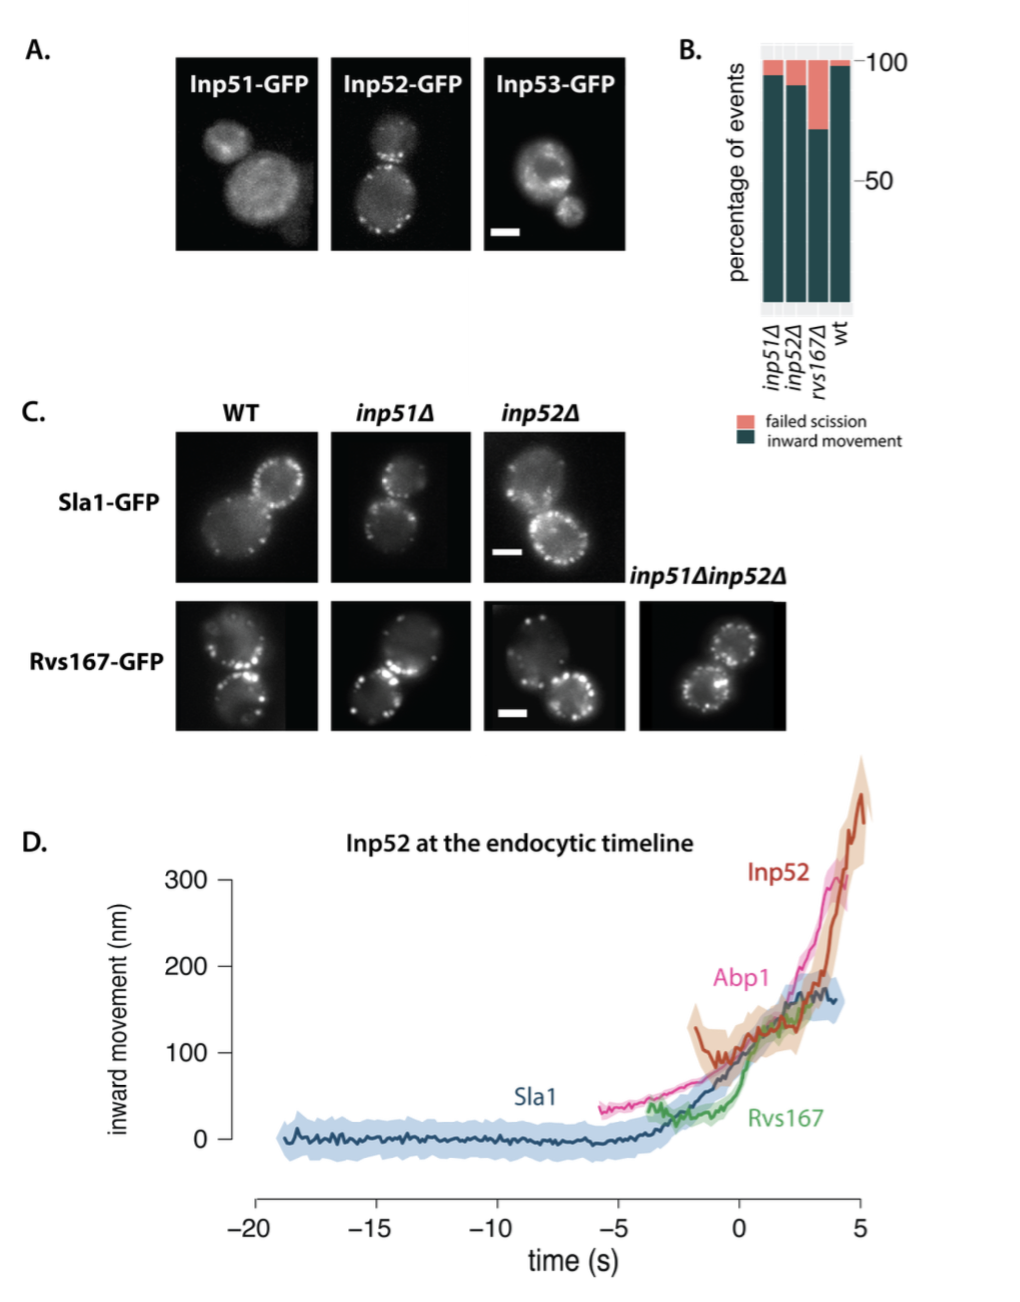 A.
Inp51-GFP
Inp52-GFP
Inp53-GFP
B.
percentage of events
100
50
inp51Δ
inp52Δ
rvs167Δ
wt
failed scission
inward movement
C.
WT
inp51Δ
inp52Δ
Sla1-GFP
inp51Δinp52Δ
Rvs167-GFP
D.
Inp52 at the endocytic timeline
inward movement (nm)
300
200
100
0
Inp52
Abp1
Sla1
Rvs167
−20
−15
−10
−5
0
5
time (s)